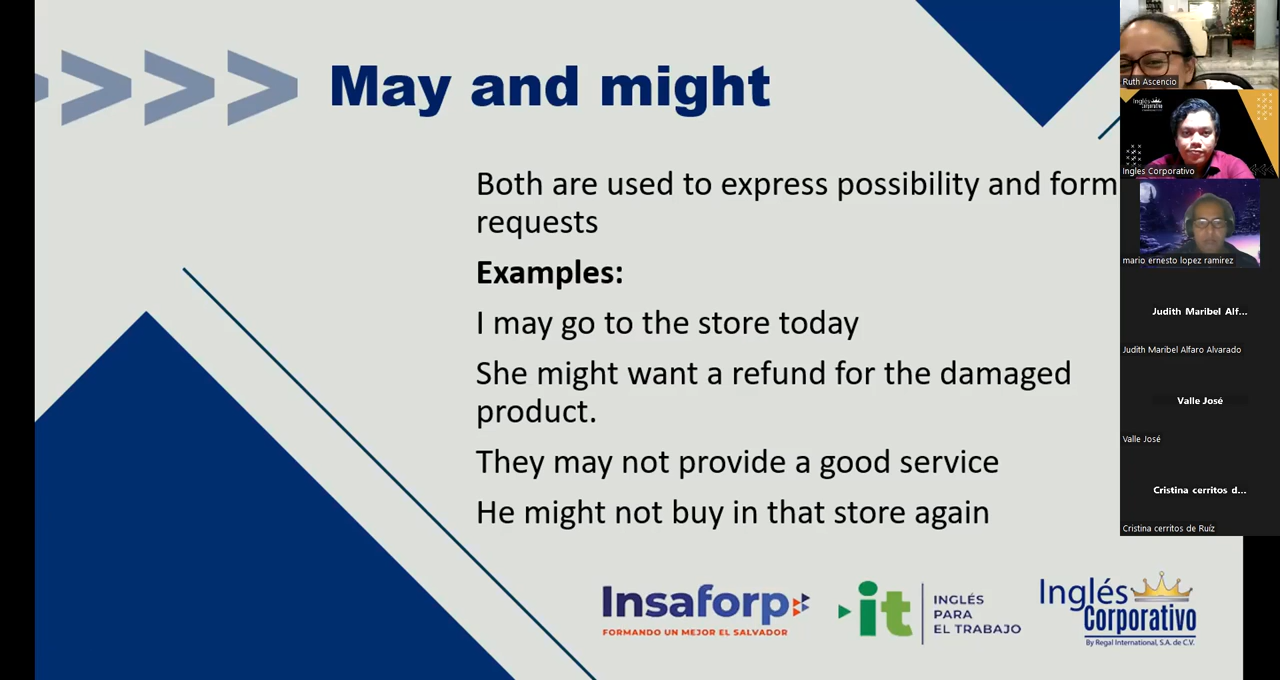 May and might
Both are used to express possibility and form
requests
Examples:
I may go to the store today
She might want a refund for the damaged
product.
They may not provide a good service
He might not buy in that store again
Insaforp
FORMANDO UN MEJOR EL SALVADOR
it
INGLÉS
PARA
EL TRABAJO
Inglés
Corporativo
By Regal International, S.A. de C.V.
Ruth Ascencio
Inglés
Ingles Corporativo
mario ernesto lopez ramirez
Judith Maribel Alf...
Judith Maribel Alfaro Alvarado
Valle José
Valle José
Cristina cerritos d...
Cristina cerritos de Ruíz